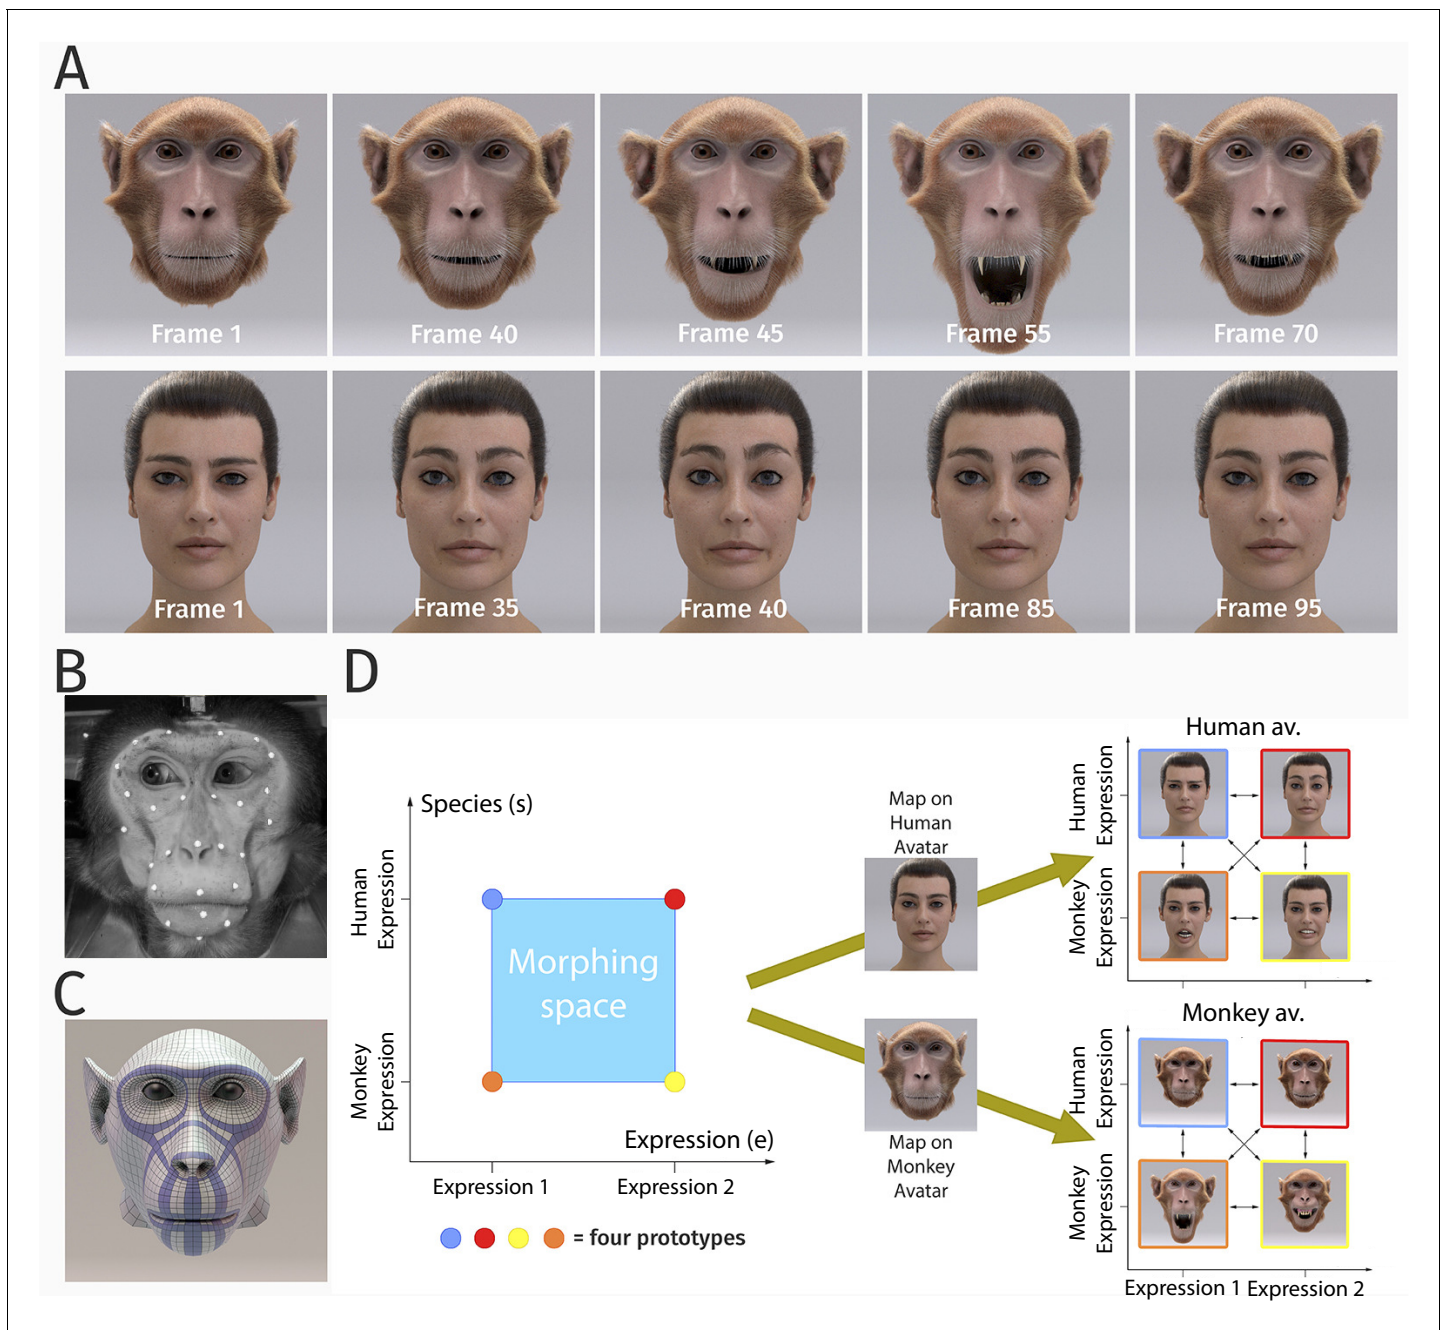 A
Frame 1
Frame 40
Frame 45
Frame 55
Frame 70
Frame 1
Frame 35
Frame 40
Frame 85
Frame 95
B
C
D
Species (s)
Human
Expression
Monkey
Expression
Morphing
space
Expression (e)
Expression 1
Expression 2
= four prototypes
Map on
Human
Avatar
Map on
Monkey
Avatar
Human av.
Human
Expression
Monkey
Expression
Monkey av.
Human
Expression
Monkey
Expression
Expression 1
Expression 2